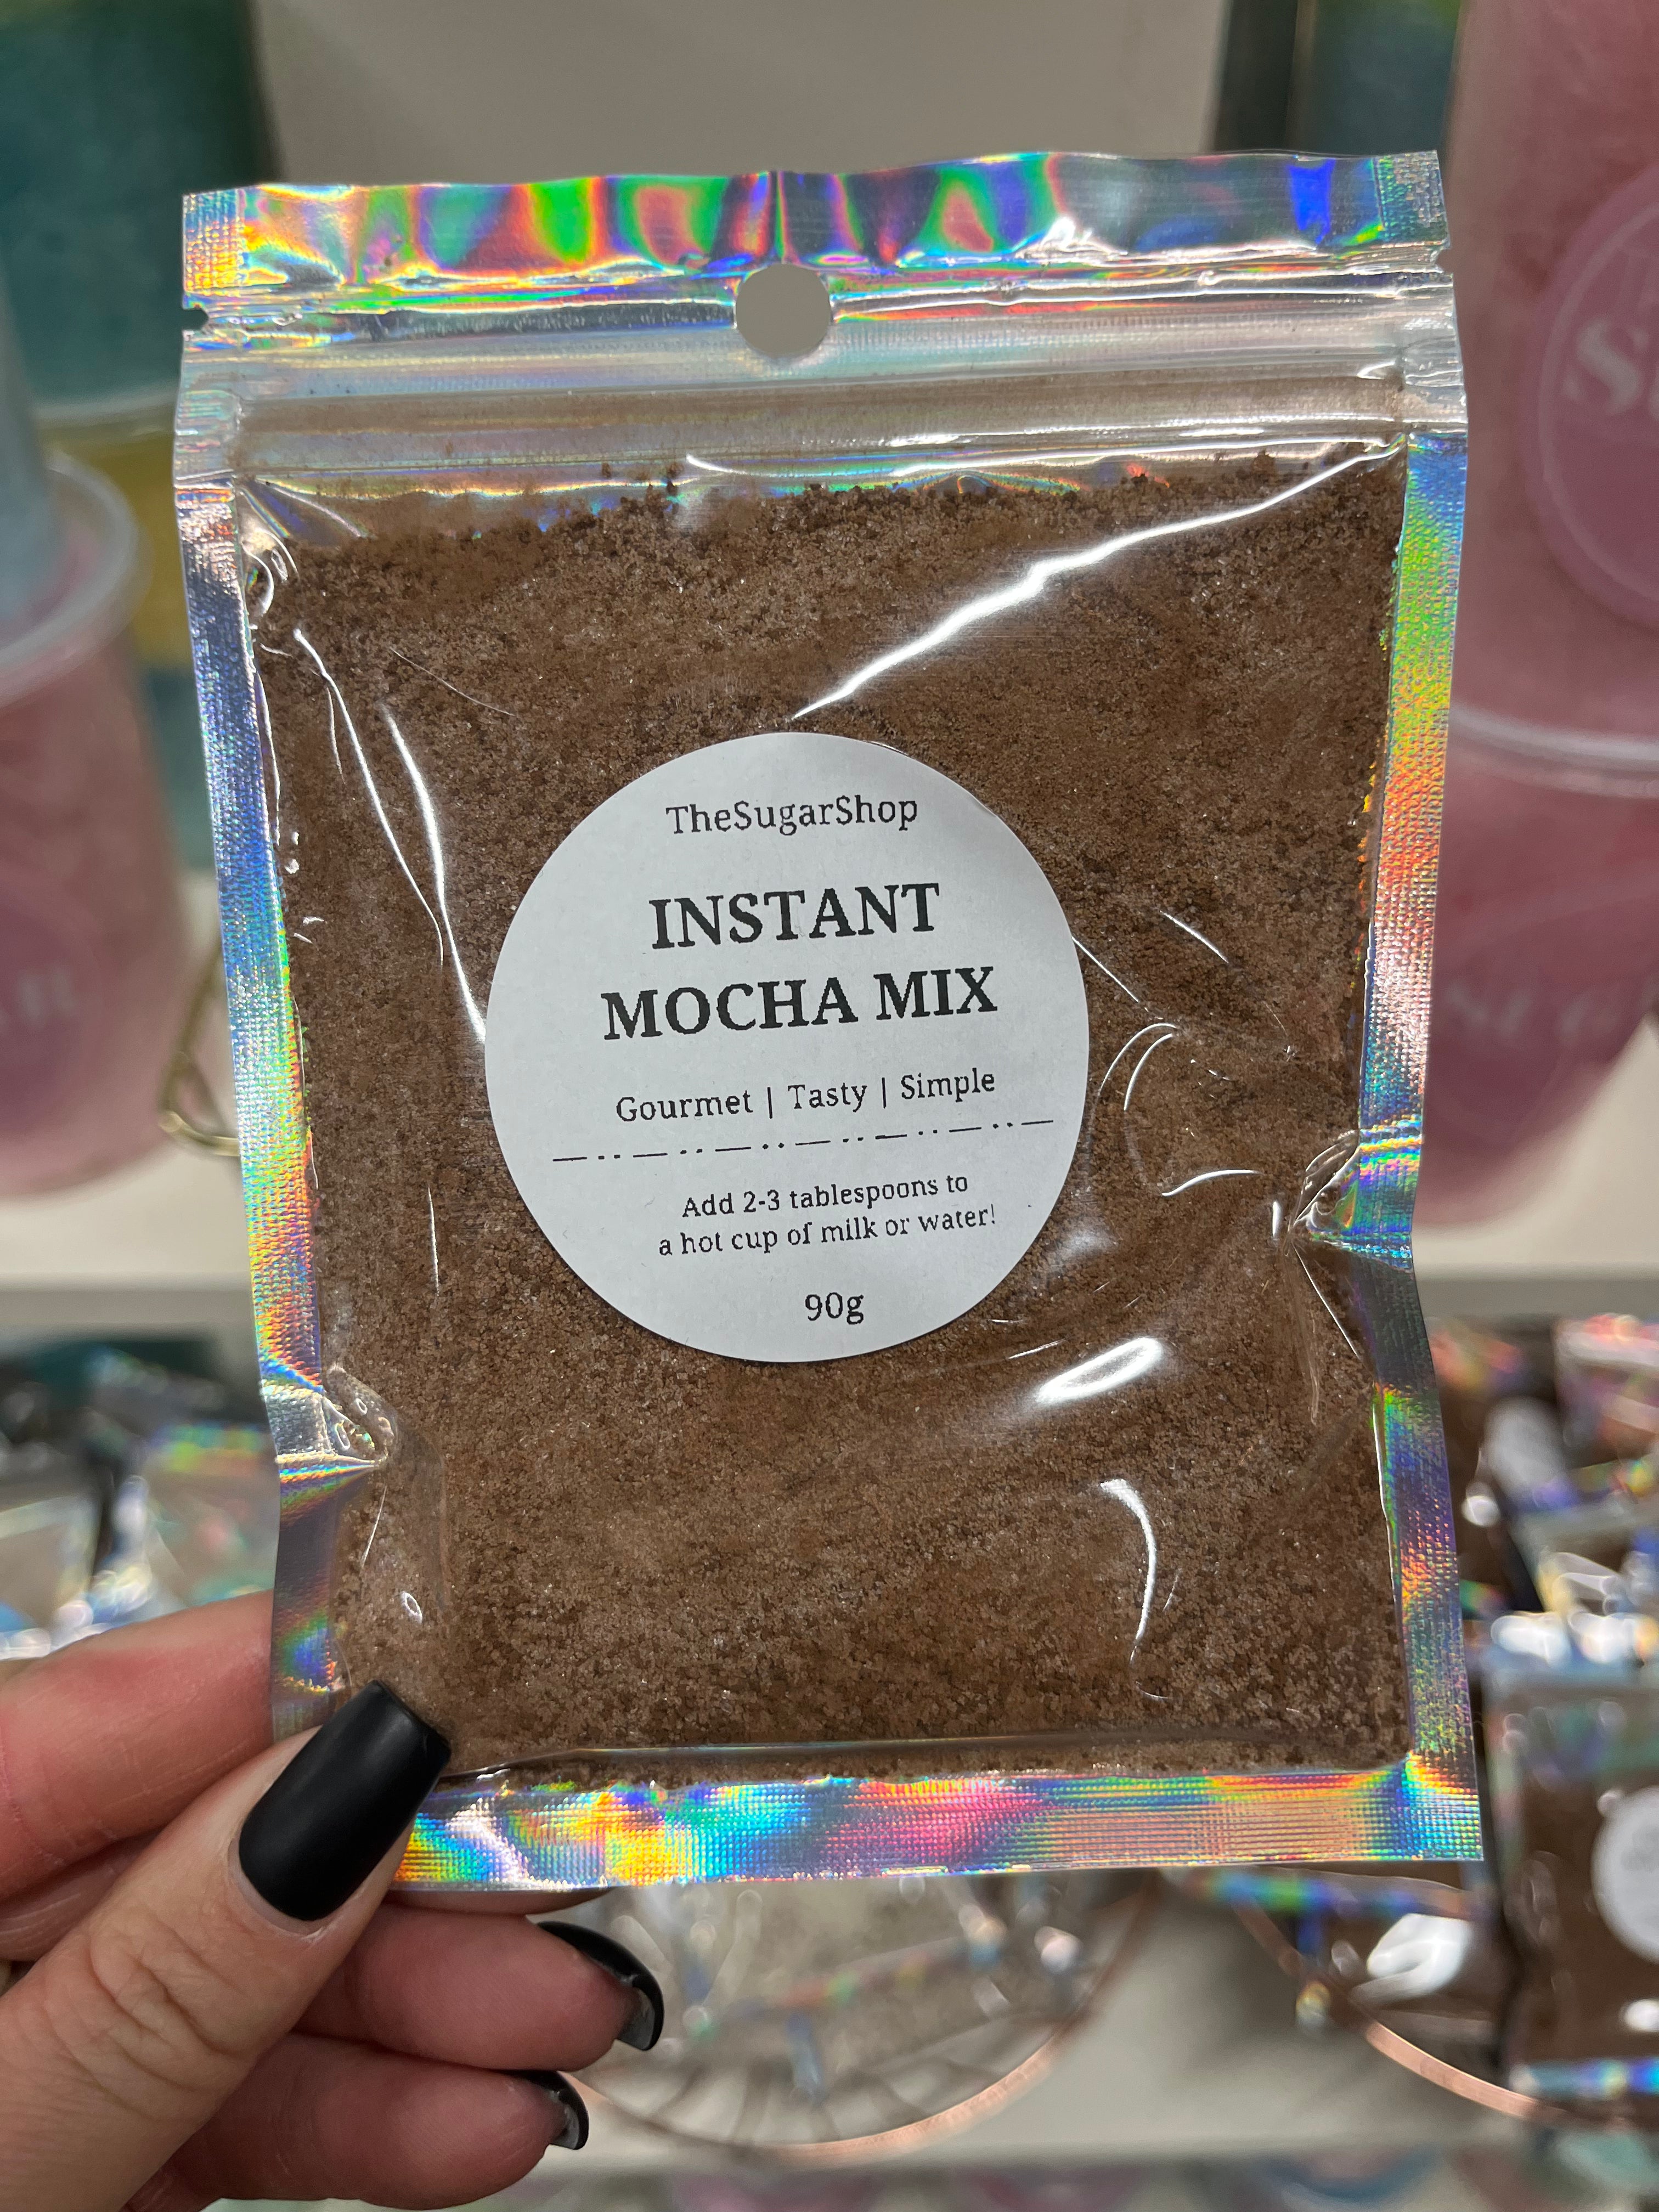 TheSugarShop
INSTANT
MOCHA MIX
Gourmet | Tasty | Simple
Add 2-3 tablespoons to
a hot cup of milk or water!
90g